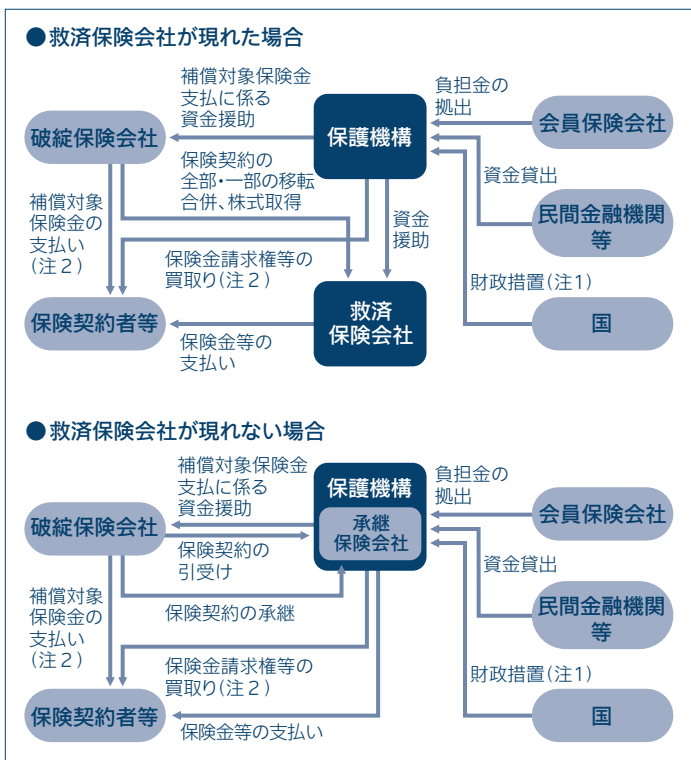 ●救済保険会社が現れた場合
補償対象保険金
支払に係る
資金援助
負担金の
拠出
破綻保険会社
保護機構
会員保険会社
保険契約の
全部・一部の移転
合併、株式取得
資金貸出
補償対象
保険金の
支払い
(注２)
資金
援助
民間金融機関
等
保険金請求権等の
買取り(注２)
財政措置(注1)
保険契約者等
救済
保険会社
国
保険金等の
支払い
●救済保険会社が現れない場合
補償対象保険金
支払に係る
資金援助
負担金の
拠出
保護機構
承継
保険会社
破綻保険会社
会員保険会社
保険契約の
引受け
資金貸出
補償対象
保険金の
支払い
(注２)
保険契約の承継
民間金融機関
等
保険金請求権等の
買取り(注２)
財政措置(注1)
保険契約者等
国
保険金等の支払い